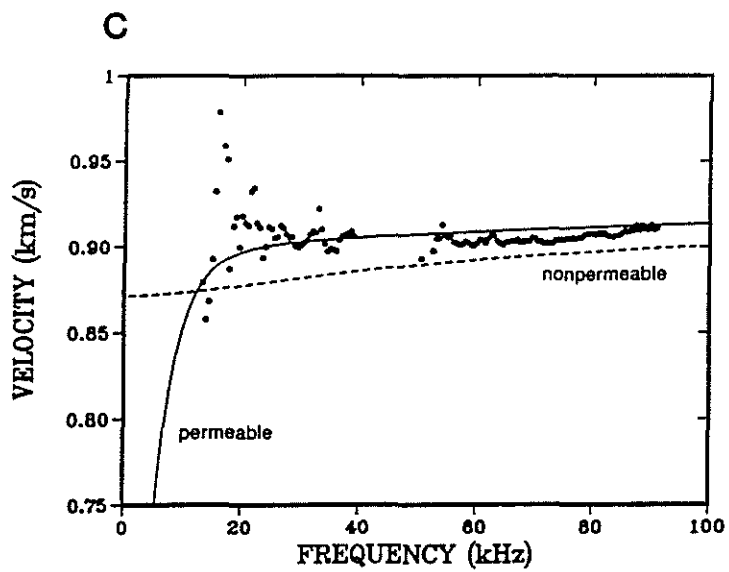 C
1
0.95
0.90
0.85
0.80
0.75
VELOCITY (km/s)
nonpermeable
permeable
0
20
40
60
80
100
FREQUENCY (kHz)